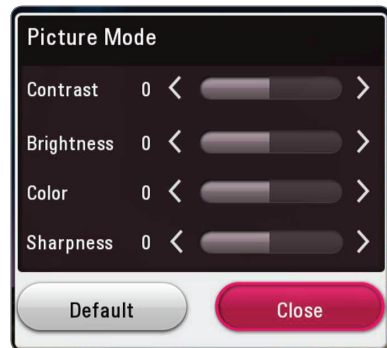 Picture Mode
Contrast 0
Brightness 0
Color 0
Sharpness 0
Default Close